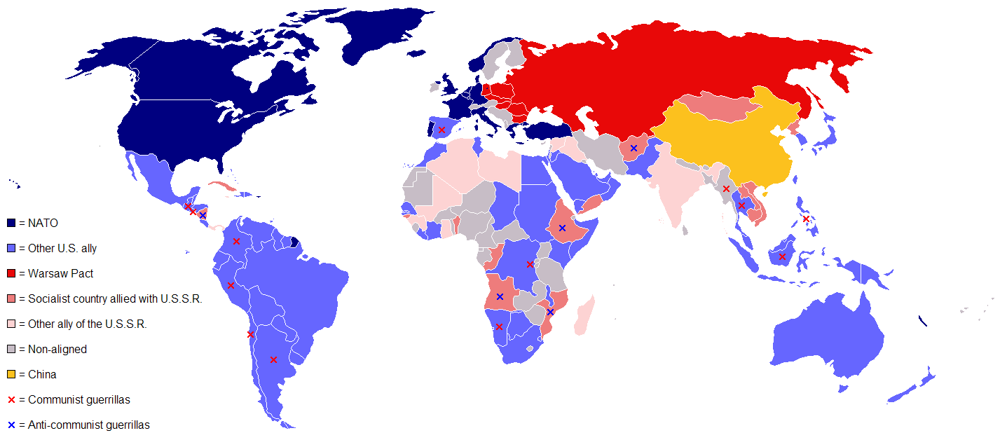 = NATO
= Other U.S. ally
= Warsaw Pact
= Socialist country allied with U.S.S.R.
= Other ally of the U.S.S.R.
= Non-aligned
= China
= Communist guerrillas
= Anti-communist guerrillas